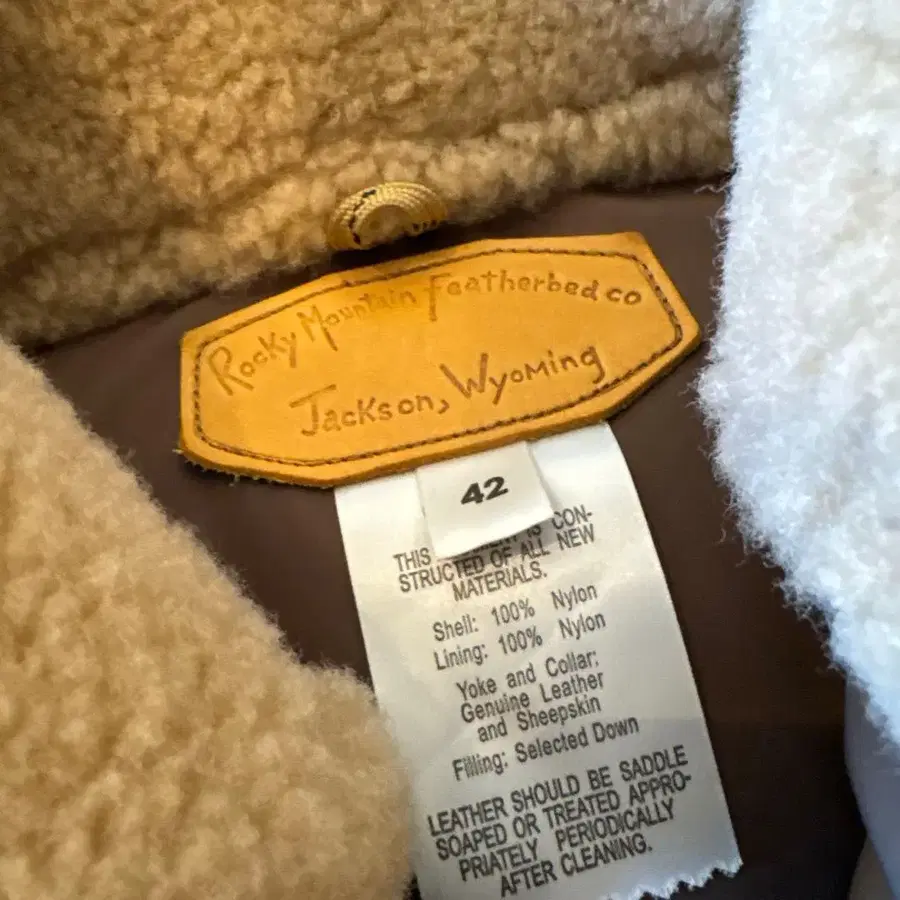 Rocky Mountain Featherbed co
Jackson, Wyoming
42
THIS IS CON-
STRUCTED OF ALL NEW
MATERIALS.
Shell: 100% Nylon
Lining: 100% Nylon
Yoke and Collar:
Genuine Leather
and Sheepskin
Filling: Selected Down
LEATHER SHOULD BE SADDLE
SOAPED OR TREATED APPRO-
PRIATELY PERIODICALLY
AFTER CLEANING.